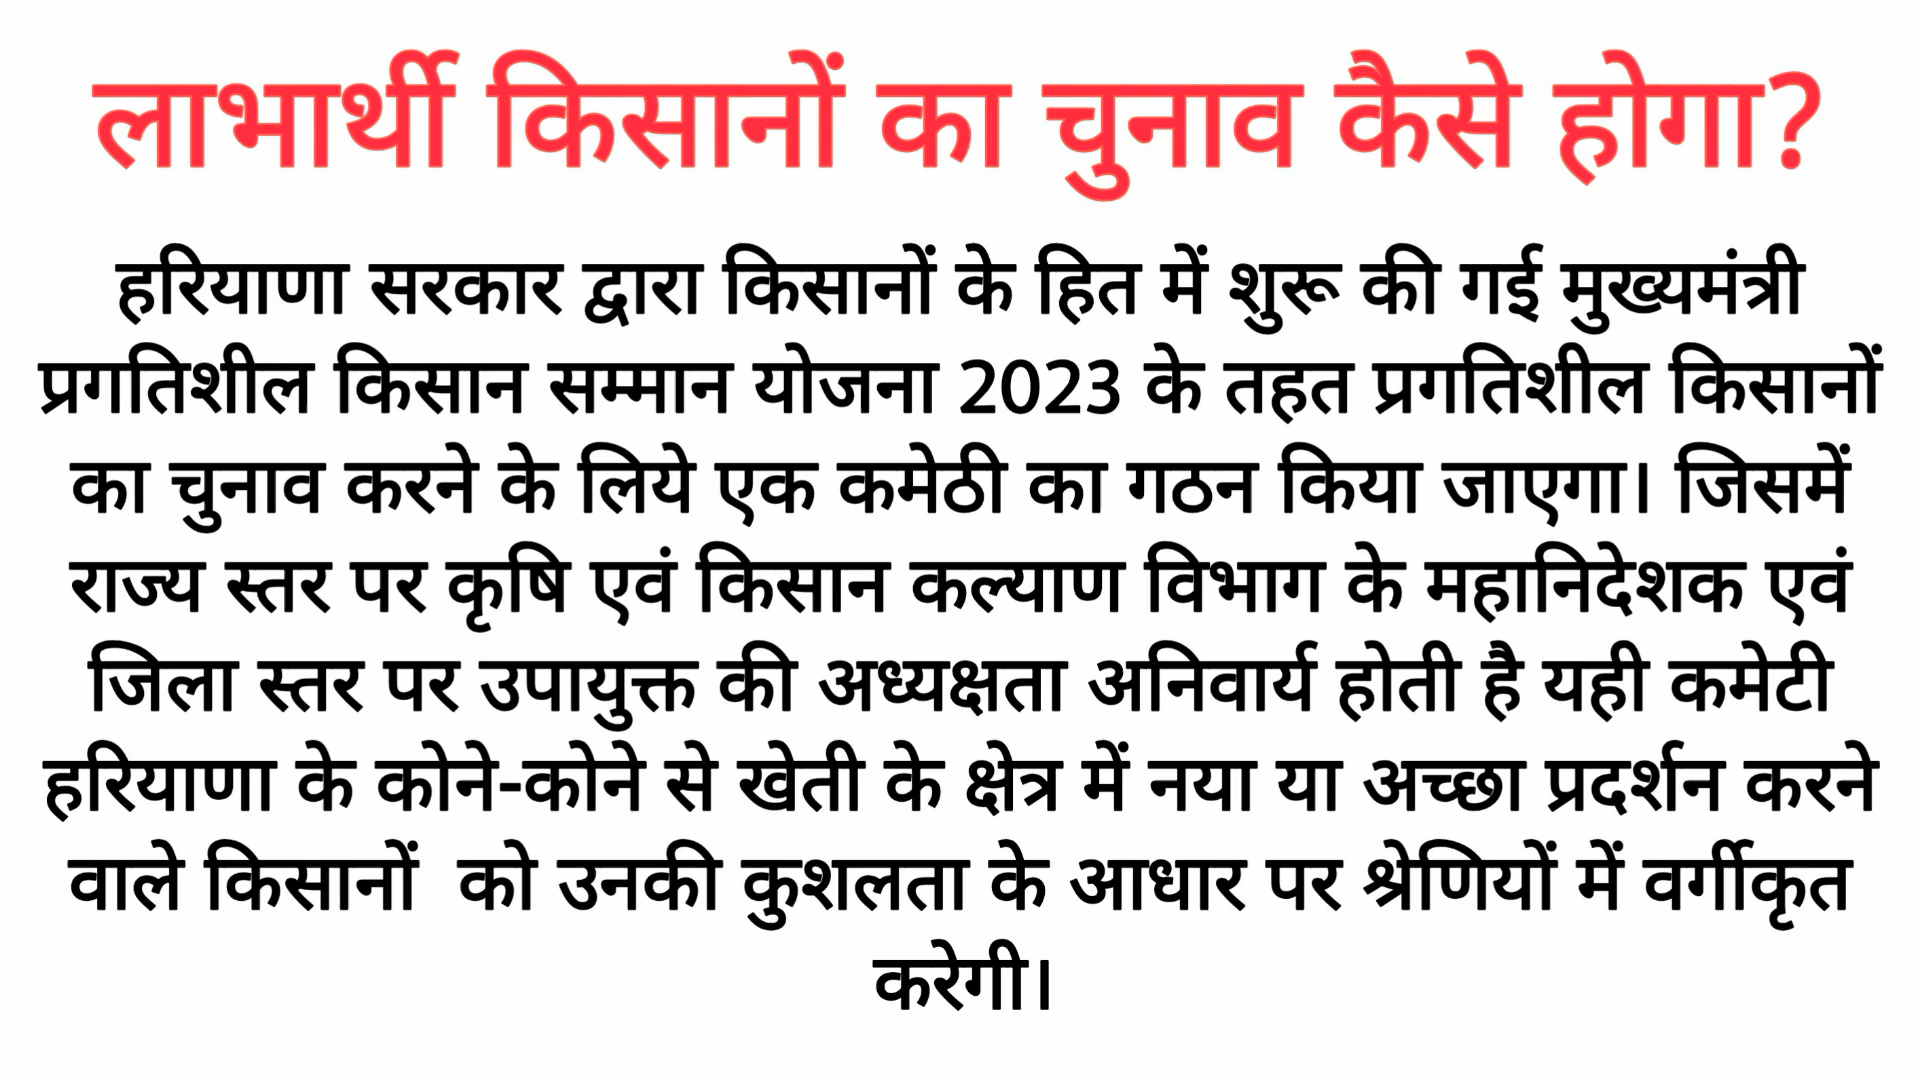 लाभार्थी किसानों का चुनाव कैसे होगा?
हरियाणा सरकार द्वारा किसानों के हित में शुरू की गई मुख्यमंत्री
प्रगतिशील किसान सम्मान योजना 2023 के तहत प्रगतिशील किसानों
का चुनाव करने के लिये एक कमेठी का गठन किया जाएगा। जिसमें
राज्य स्तर पर कृषि एवं किसान कल्याण विभाग के महानिदेशक एवं
जिला स्तर पर उपायुक्त की अध्यक्षता अनिवार्य होती है यही कमेटी
हरियाणा के कोने-कोने से खेती के क्षेत्र में नया या अच्छा प्रदर्शन करने
वाले किसानों  को उनकी कुशलता के आधार पर श्रेणियों में वर्गीकृत
करेगी।